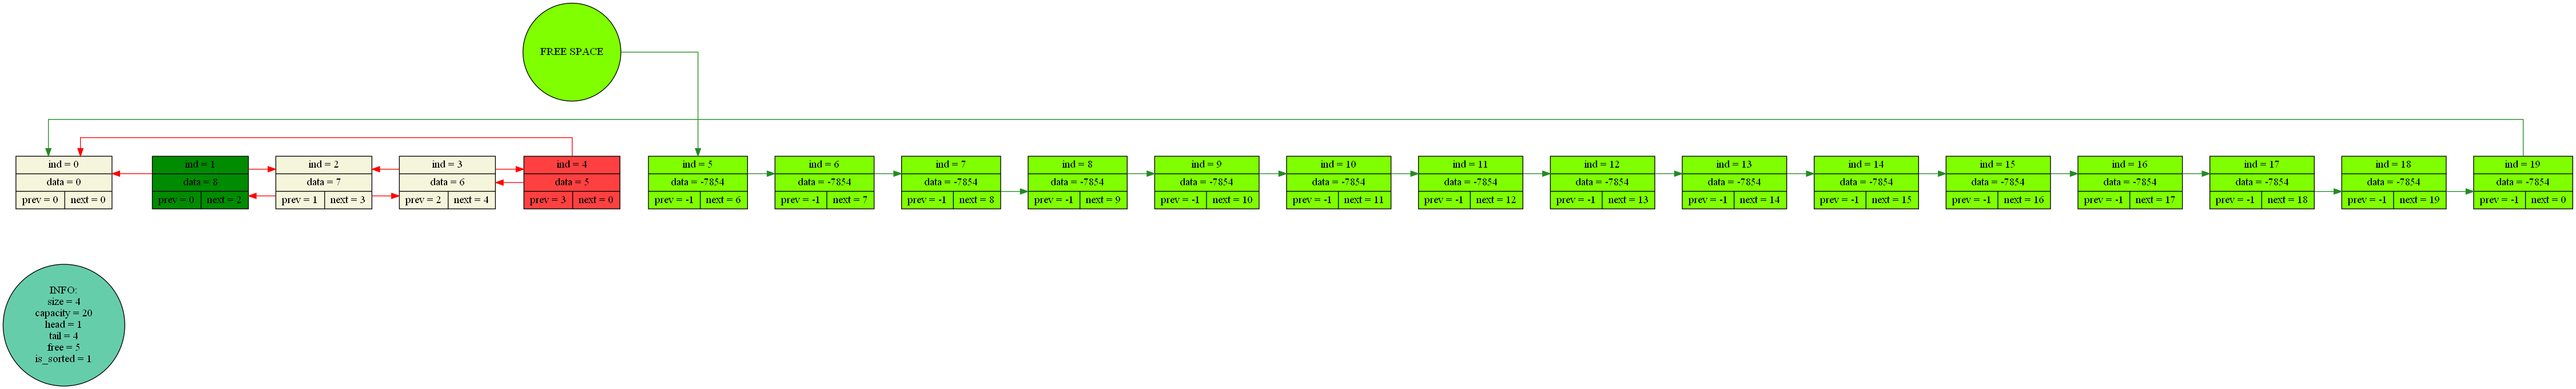 FREE SPACE
ind = 0
data = 0
prev = 0 next = 0
ind = 1
data = 8
prev = 0 next = 2
ind = 2
data = 7
prev = 1 next = 3
ind = 3
data = 6
prev = 2 next = 4
ind = 4
data = 5
prev = 3 next = 0
ind = 5
data = -7854
prev = -1 next = 6
ind = 6
data = -7854
prev = -1 next = 7
ind = 7
data = -7854
prev = -1 next = 8
ind = 8
data = -7854
prev = -1 next = 9
ind = 9
data = -7854
prev = -1 next = 10
ind = 10
data = -7854
prev = -1 next = 11
ind = 11
data = -7854
prev = -1 next = 12
ind = 12
data = -7854
prev = -1 next = 13
ind = 13
data = -7854
prev = -1 next = 14
ind = 14
data = -7854
prev = -1 next = 15
ind = 15
data = -7854
prev = -1 next = 16
ind = 16
data = -7854
prev = -1 next = 17
ind = 17
data = -7854
prev = -1 next = 18
ind = 18
data = -7854
prev = -1 next = 19
ind = 19
data = -7854
prev = -1 next = 0
INFO:
size = 4
capacity = 20
head = 1
tail = 4
free = 5
is_sorted = 1